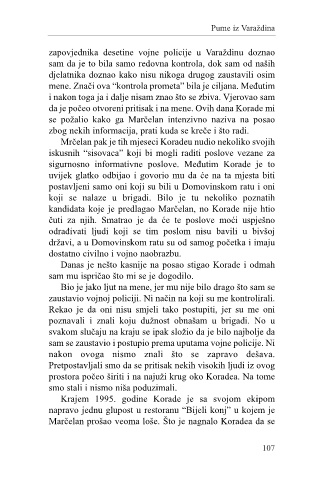 Pume iz Varaždina
zapovjednika desetine vojne policije u Varaždinu doznao
sam da je to bila samo redovna kontrola, dok sam od naših
djelatnika doznao kako nisu nikoga drugog zaustavili osim
mene. Znači ova “kontrola prometa” bila je ciljana. Međutim
i nakon toga ja i dalje nisam znao što se zbiva. Vjerovao sam
da je počeo otvoreni pritisak i na mene. Ovih dana Korade mi
se požalio kako ga Marčelan intenzivno naziva na posao
zbog nekih informacija, prati kuda se kreće i što radi.
Mrčelan pak je tih mjeseci Koradeu nudio nekoliko svojih
iskusnih “sisovaca” koji bi mogli raditi poslove vezane za
sigurnosno informativne poslove. Međutim Korade je to
uvijek glatko odbijao i govorio mu da će na ta mjesta biti
postavljeni samo oni koji su bili u Domovinskom ratu i oni
koji se nalaze u brigadi. Bilo je tu nekoliko poznatih
kandidata koje je predlagao Marčelan, no Korade nije htio
čuti za njih. Smatrao je da će te poslove moći uspješno
odrađivati ljudi koji se tim poslom nisu bavili u bivšoj
državi, a u Domovinskom ratu su od samog početka i imaju
dostatno civilno i vojno naobrazbu.
Danas je nešto kasnije na posao stigao Korade i odmah
sam mu ispričao što mi se je dogodilo.
Bio je jako ljut na mene, jer mu nije bilo drago što sam se
zaustavio vojnoj policiji. Ni način na koji su me kontrolirali.
Rekao je da oni nisu smjeli tako postupiti, jer su me oni
poznavali i znali koju dužnost obnašam u brigadi. No u
svakom slučaju na kraju se ipak složio da je bilo najbolje da
sam se zaustavio i postupio prema uputama vojne policije. Ni
nakon ovoga nismo znali što se zapravo dešava.
Pretpostavljali smo da se pritisak nekih visokih ljudi iz ovog
prostora počeo širiti i na najuži krug oko Koradea. Na tome
smo stali i nismo niša poduzimali.
Krajem 1995. godine Korade je sa svojom ekipom
napravo jednu glupost u restoranu “Bijeli konj” u kojem je
Marčelan prošao veoma loše. Što je nagnalo Koradea da se
107